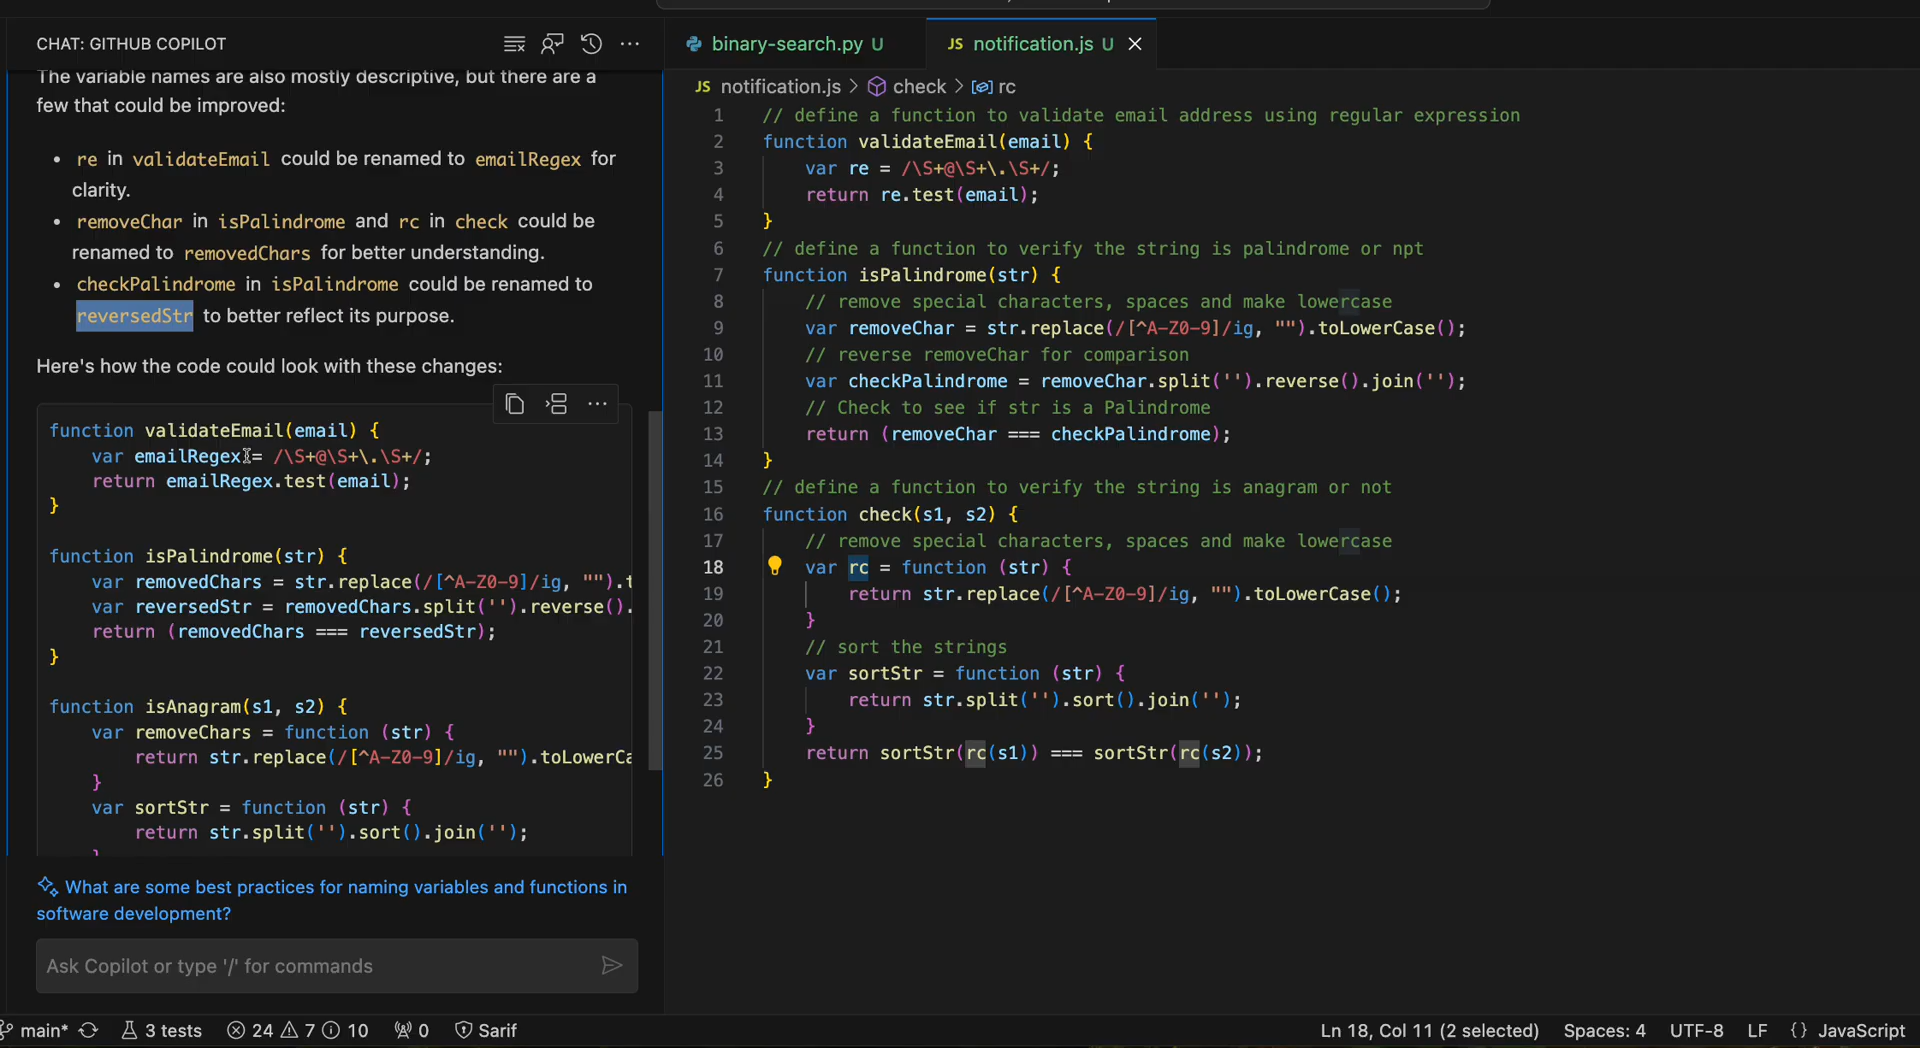 CHAT: GITHUB COPILOT
The variable names are also mostly descriptive, but there are a
few that could be improved:
• re in validateEmail could be renamed to emailRegex for
clarity.
• removeChar in isPalindrome and rc in check could be
renamed to removedChars for better understanding.
• checkPalindrome in isPalindrome could be renamed to
reversedStr to better reflect its purpose.
Here's how the code could look with these changes:
function validateEmail(email) {
var emailRegex = /\S+@\S+\.\S+/;
return emailRegex.test(email);
}
function isPalindrome(str) {
var removedChars = str.replace(/[^A-Z0-9]/ig, "").t
var reversedStr = removedChars.split('').reverse().
return (removedChars === reversedStr);
}
function isAnagram(s1, s2) {
var removeChars = function (str) {
return str.replace(/[^A-Z0-9]/ig, "").toLowerCa
}
var sortStr = function (str) {
return str.split('').sort().join('');
}
What are some best practices for naming variables and functions in
software development?
Ask Copilot or type '/' for commands
binary-search.py U
JS notification.js U
JS notification.js > check > rc
1 // define a function to validate email address using regular expression
2 function validateEmail(email) {
3 var re = /\S+@\S+\.\S+/;
4 return re.test(email);
5 }
6 // define a function to verify the string is palindrome or npt
7 function isPalindrome(str) {
8 // remove special characters, spaces and make lowercase
9 var removeChar = str.replace(/[^A-Z0-9]/ig, "").toLowerCase();
10 // reverse removeChar for comparison
11 var checkPalindrome = removeChar.split('').reverse().join('');
12 // Check to see if str is a Palindrome
13 return (removeChar === checkPalindrome);
14 }
15 // define a function to verify the string is anagram or not
16 function check(s1, s2) {
17 // remove special characters, spaces and make lowercase
18 var rc = function (str) {
19 return str.replace(/[^A-Z0-9]/ig, "").toLowerCase();
20 }
21 // sort the strings
22 var sortStr = function (str) {
23 return str.split('').sort().join('');
24 }
25 return sortStr(rc(s1)) === sortStr(rc(s2));
26 }
main* 3 tests 24 7 10 0 Sarif
Ln 18, Col 11 (2 selected) Spaces: 4 UTF-8 LF {} JavaScript